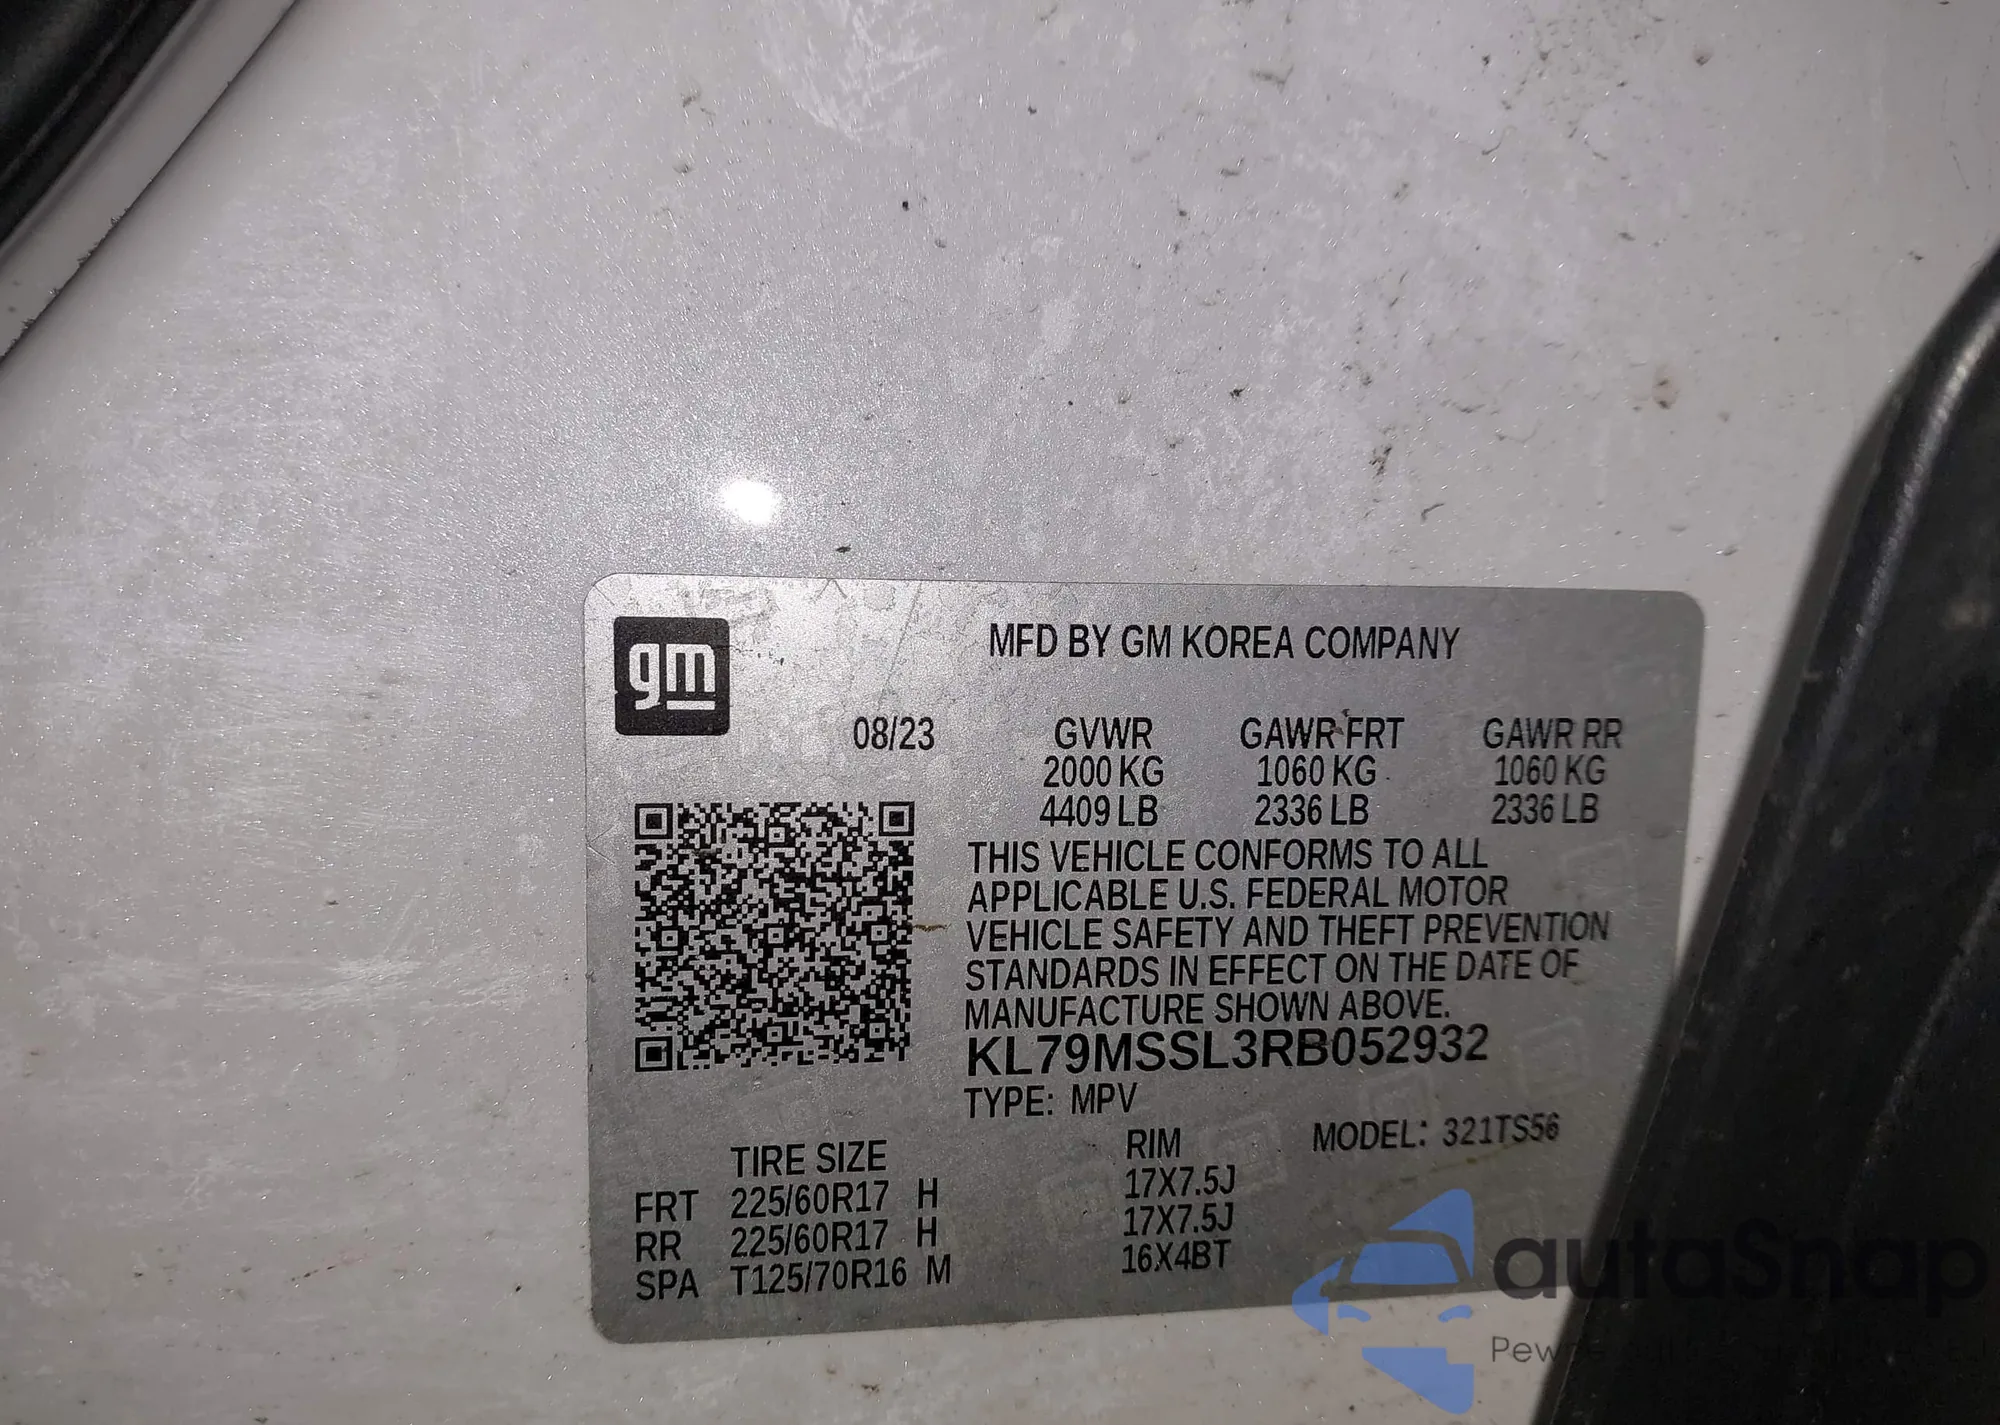 gm
MFD BY GM KOREA COMPANY
08/23 GVWR GAWR FRT GAWR RR
2000 KG 1060 KG 1060 KG
4409 LB 2336 LB 2336 LB
THIS VEHICLE CONFORMS TO ALL
APPLICABLE U.S. FEDERAL MOTOR
VEHICLE SAFETY AND THEFT PREVENTION
STANDARDS IN EFFECT ON THE DATE OF
MANUFACTURE SHOWN ABOVE.
KL79MSSL3RB052932
TYPE: MPV
TIRE SIZE RIM MODEL: 321TS56
FRT 225/60R17 H 17X7.5J
RR 225/60R17 H 17X7.5J
SPA T125/70R16 M 16X4BT
autaSnap